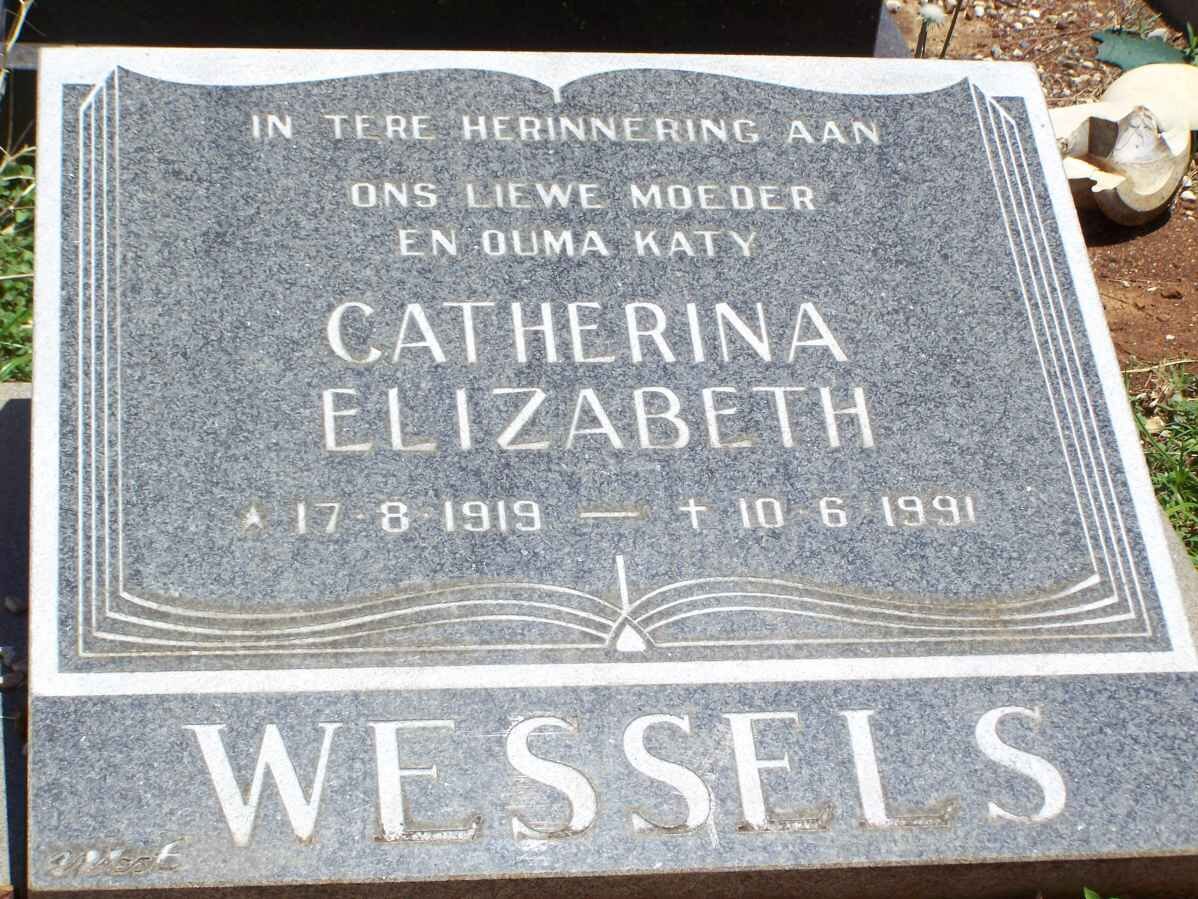 IN TERE HERINNERING AAN
ONS LIEWE MOEDER
EN OUMA KATY
CATHERINA
ELIZABETH
★ 17-8-1919 — ✝ 10-6-1991
WESSELS